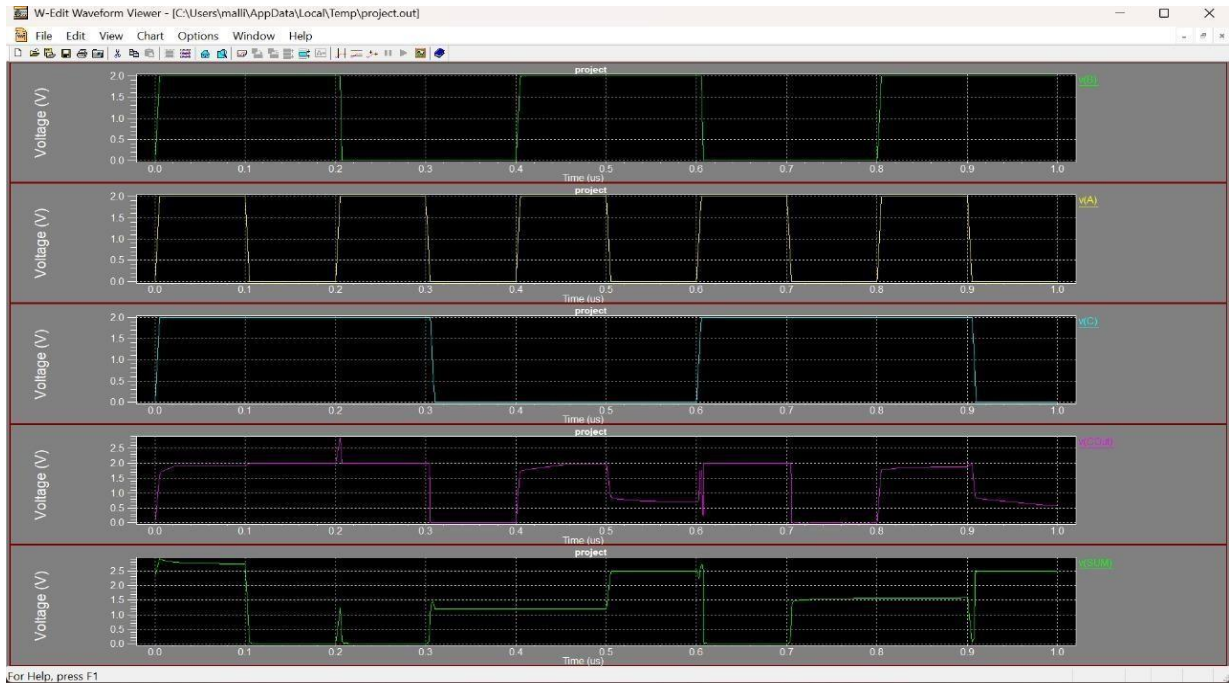 W-Edit Waveform Viewer - [C:\Users\malli\AppData\Local\Temp\project.out]
File Edit View Chart Options Window Help
project
v(B)
Voltage (V)
2.0
1.5
1.0
0.5
0.0
0.0 0.1 0.2 0.3 0.4 0.5 0.6 0.7 0.8 0.9 1.0
Time (us)
project
v(A)
Voltage (V)
2.0
1.5
1.0
0.5
0.0
0.0 0.1 0.2 0.3 0.4 0.5 0.6 0.7 0.8 0.9 1.0
Time (us)
project
v(C)
Voltage (V)
2.0
1.5
1.0
0.5
0.0
0.0 0.1 0.2 0.3 0.4 0.5 0.6 0.7 0.8 0.9 1.0
Time (us)
project
Voltage (V)
2.5
2.0
1.5
1.0
0.5
0.0
0.0 0.1 0.2 0.3 0.4 0.5 0.6 0.7 0.8 0.9 1.0
Time (us)
project
v(SUM)
Voltage (V)
2.5
2.0
1.5
1.0
0.5
0.0
0.0 0.1 0.2 0.3 0.4 0.5 0.6 0.7 0.8 0.9 1.0
Time (us)
For Help, press F1